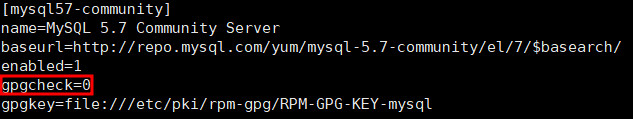 [mysql57-community]
name=MySQL 5.7 Community Server
baseurl=http://repo.mysql.com/yum/mysql-5.7-community/el/7/$basearch/
enabled=1
gpgcheck=0
gpgkey=file:///etc/pki/rpm-gpg/RPM-GPG-KEY-mysql